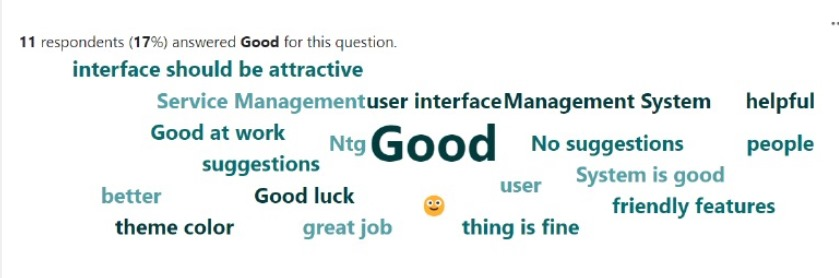 11 respondents (17%) answered Good for this question.
interface should be attractive
Service Management user interface Management System helpful
Good at work Ntg Good No suggestions people
suggestions System is good
better Good luck user friendly features
theme color great job thing is fine